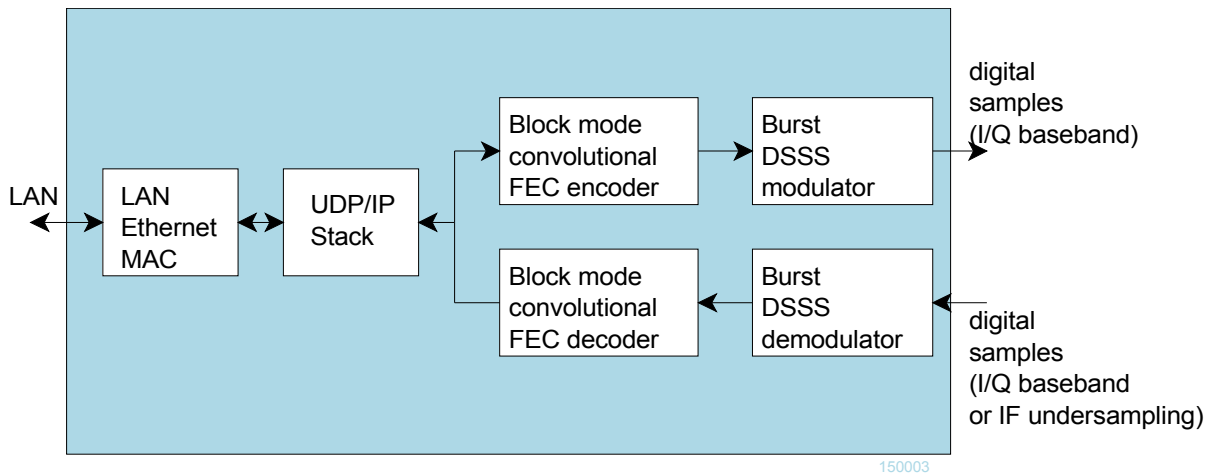 LAN
LAN
Ethernet
MAC
UDP/IP
Stack
Block mode
convolutional
FEC encoder
Burst
DSSS
modulator
digital
samples
(I/Q baseband)
Block mode
convolutional
FEC decoder
Burst
DSSS
demodulator
digital
samples
(I/Q baseband
or IF undersampling)
150003